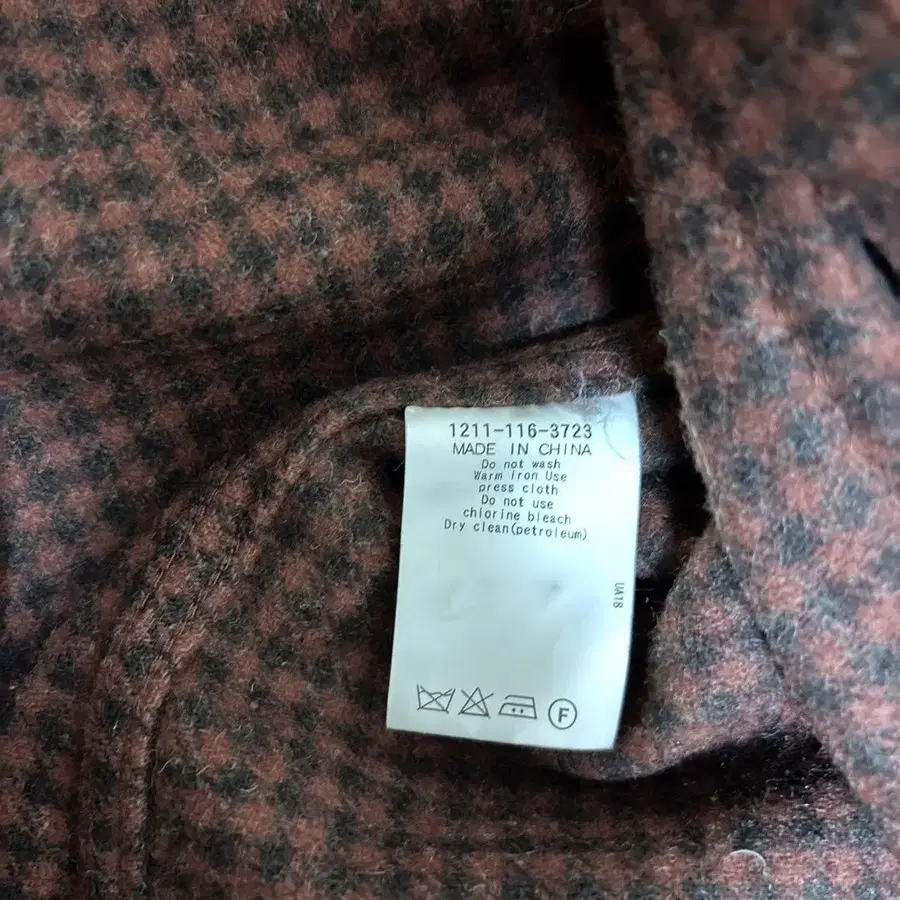 1211-116-3723
MADE IN CHINA
Do not wash
Warm iron Use
press cloth
Do not use
chlorine bleach
Dry clean(petroleum)
UA18
F